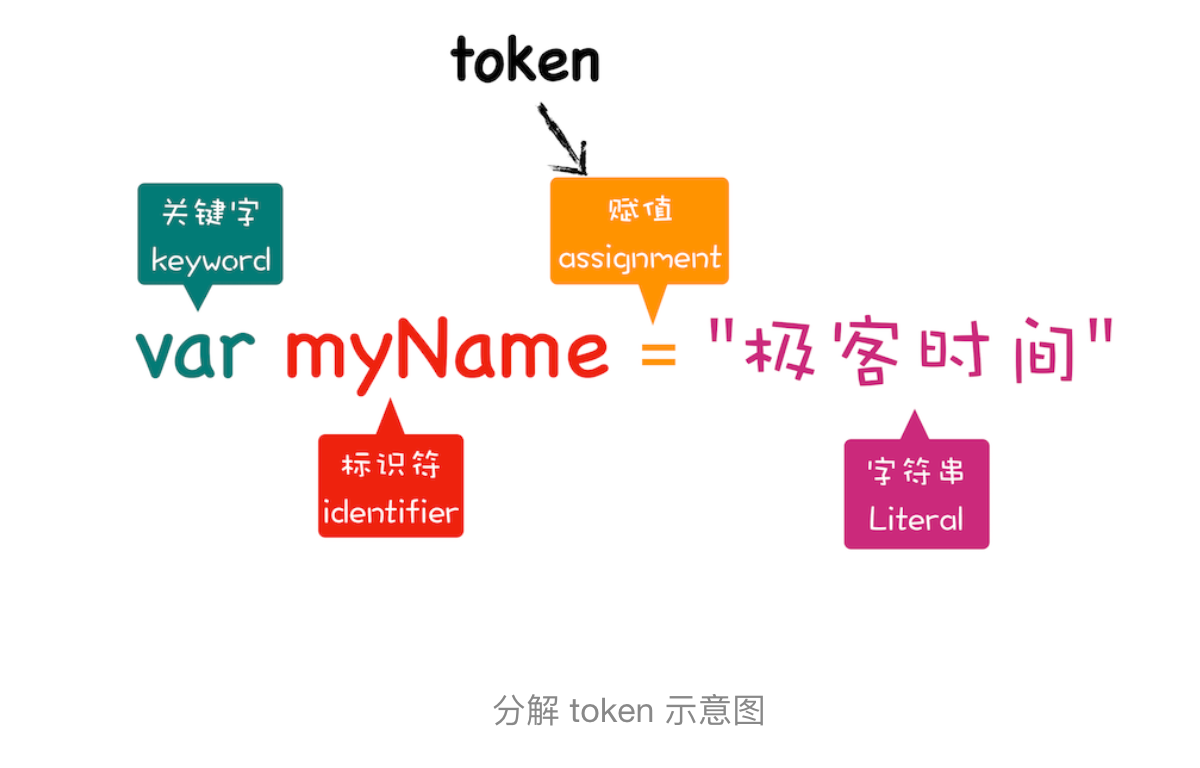 token
关键字
keyword
赋值
assignment
var myName = "极客时间"
标识符
identifier
字符串
Literal
分解 token 示意图